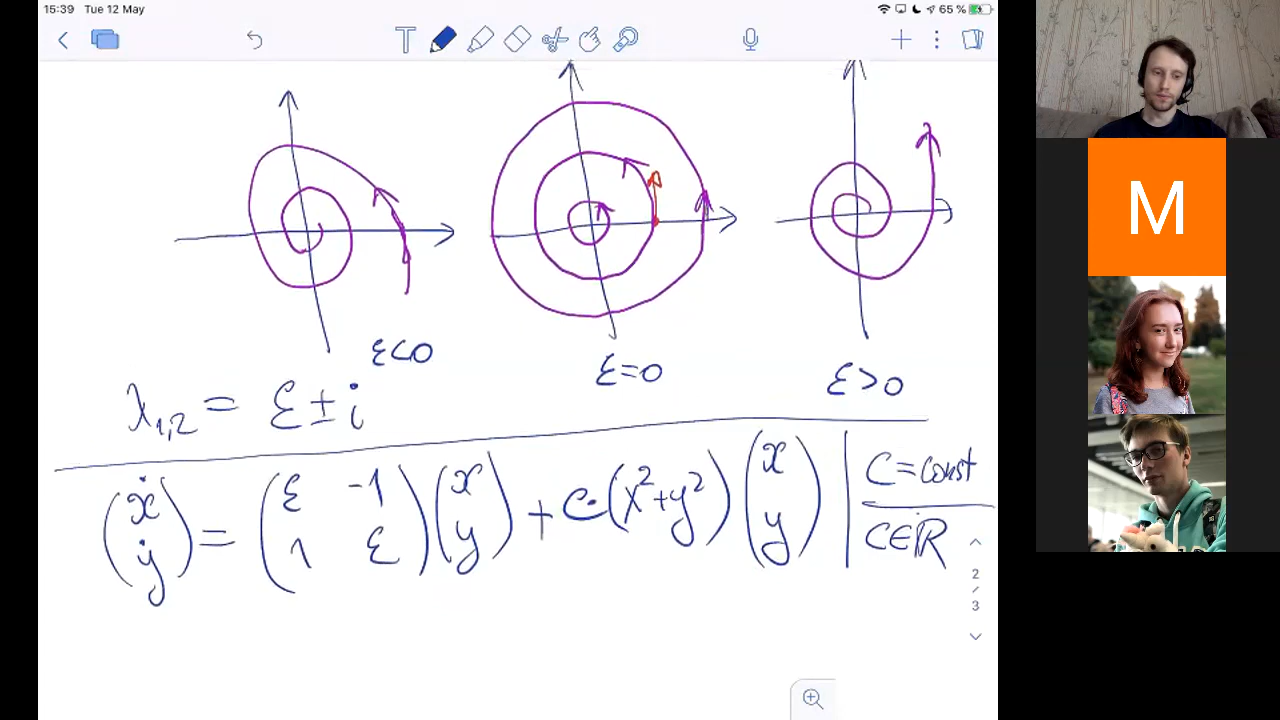 15:39 Tue 12 May 65 %
T
ε<0
ε=0
ε>0
λ1,2 = ε ± i
(ẋ ẏ) = (ε -1 1 ε)(x y) + c·(x²+y²)(x y) | C=const
C∈ℝ
2
/
3
M